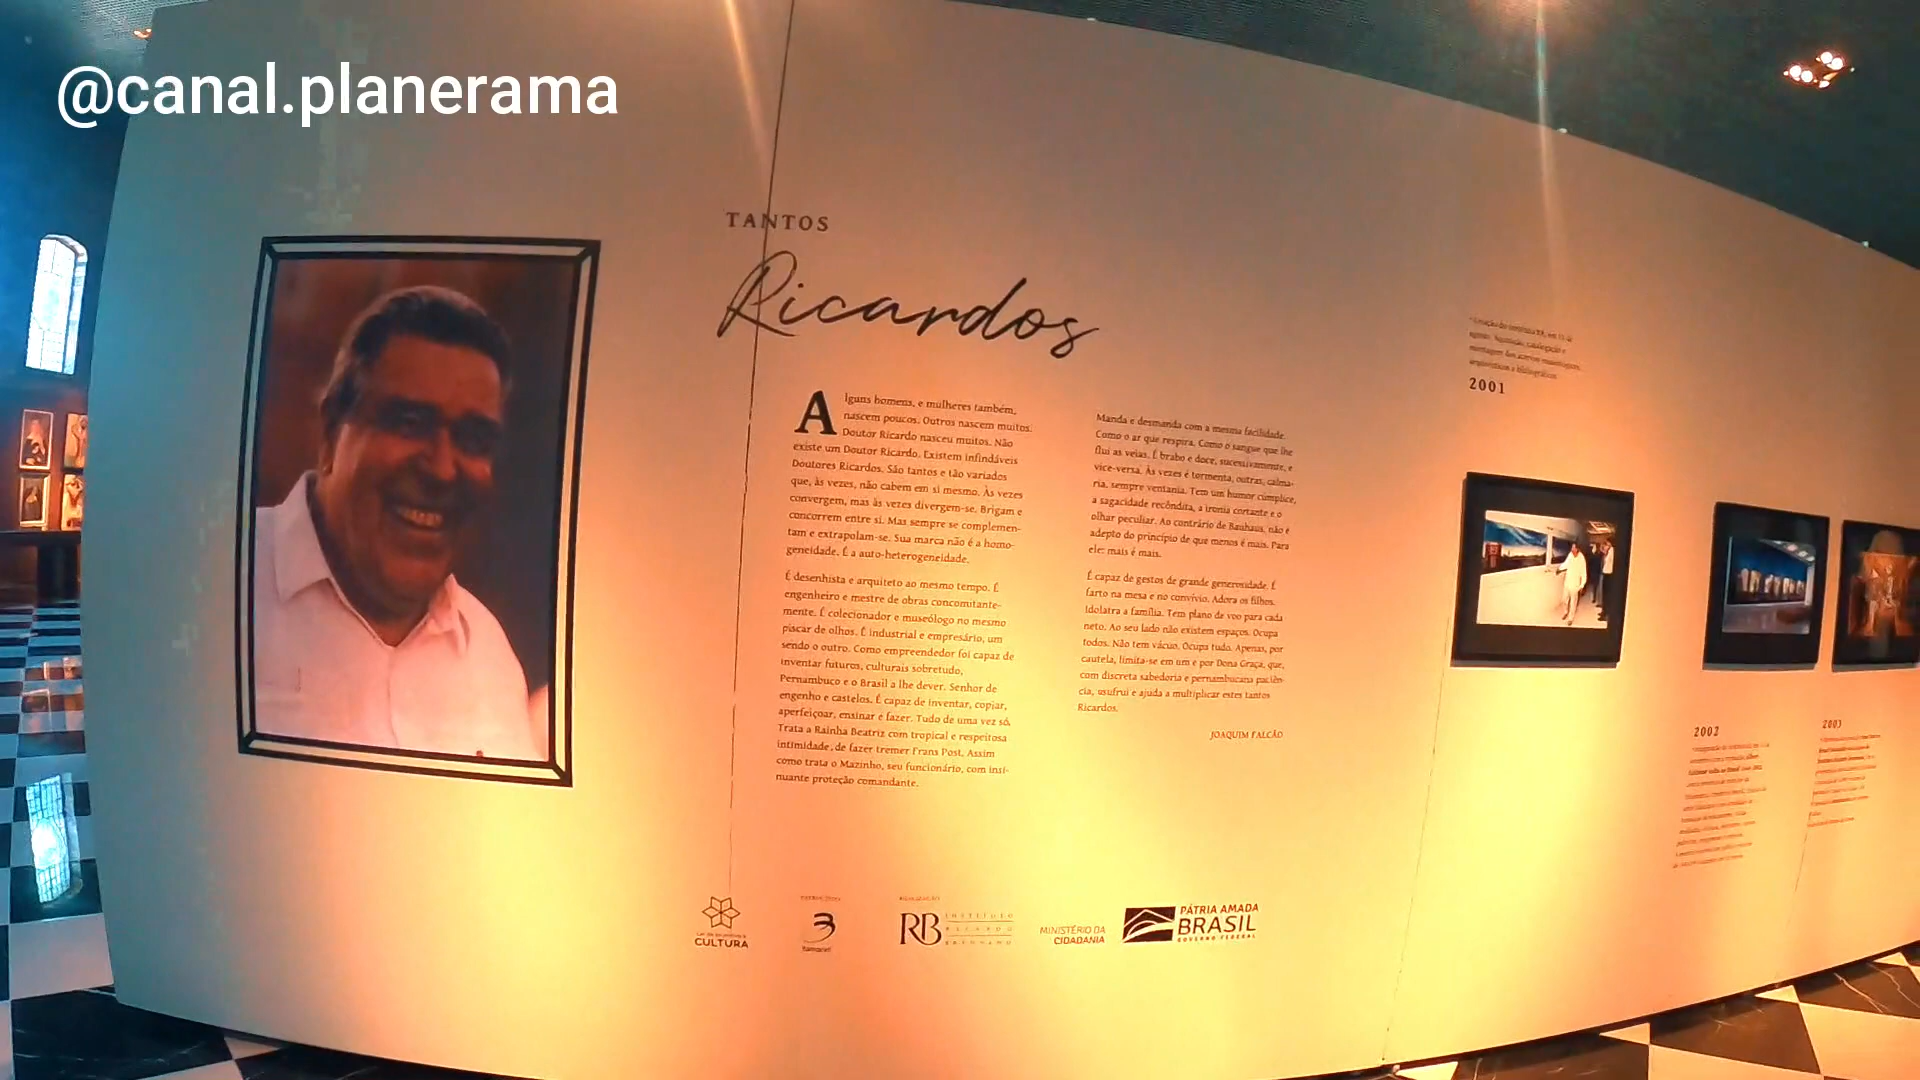 @canal.planerama
TANTOS
Ricardos
Alguns homens, e mulheres também,
nascem poucos. Outros nascem muitos.
Doutor Ricardo nasceu muitos. Não
existe um Doutor Ricardo. Existem infindáveis
Doutores Ricardos. São tantos e tão variados
que, às vezes, não cabem em si mesmo. Às vezes
convergem, mas às vezes divergem-se. Brigam e
concorrem entre si. Mas sempre se complemen-
tam e extrapolam-se. Sua marca não é a homo-
geneidade. É a auto-heterogeneidade.
É desenhista e arquiteto ao mesmo tempo. É
engenheiro e mestre de obras concomitante-
mente. É colecionador e museólogo no mesmo
piscar de olhos. É industrial e empresário, um
sendo o outro. Como empreendedor foi capaz de
inventar futuros, culturais sobretudo,
Pernambuco e o Brasil a lhe dever. Senhor de
engenho e castelos. É capaz de inventar, copiar,
aperfeiçoar, ensinar e fazer. Tudo de uma vez só.
Trata a Rainha Beatriz com tropical e respeitosa
intimidade, de fazer tremer Frans Post. Assim
como trata o Mazinho, seu funcionário, com insi-
nuante proteção comandante.
Manda e desmanda com a mesma facilidade.
Como o ar que respira. Como o sangue que lhe
flui as veias. É brabo e doce, sucessivamente, e
vice-versa. Às vezes é tormenta, outras, calma-
ria, sempre ventania. Tem um humor cúmplice,
a sagacidade recôndita, a ironia cortante e o
olhar peculiar. Ao contrário de Bauhaus, não é
adepto do princípio de que menos é mais. Para
ele: mais é mais.
É capaz de gestos de grande generosidade. É
farto na mesa e no convívio. Adora os filhos.
Idolatra a família. Tem plano de voo para cada
neto. Ao seu lado não existem espaços. Ocupa
todos. Não tem vácuo. Ocupa tudo. Apenas, por
cautela, limita-se em um e por Dona Graça, que,
com discreta sabedoria e pernambucana paciên-
cia, usufrui e ajuda a multiplicar estes tantos
Ricardos.
JOAQUIM FALCÃO
2001
2002
2003
CULTURA
RB INSTITUTO
RICARDO
BRENNAND
MINISTÉRIO DA
CIDADANIA
PÁTRIA AMADA
BRASIL
GOVERNO FEDERAL